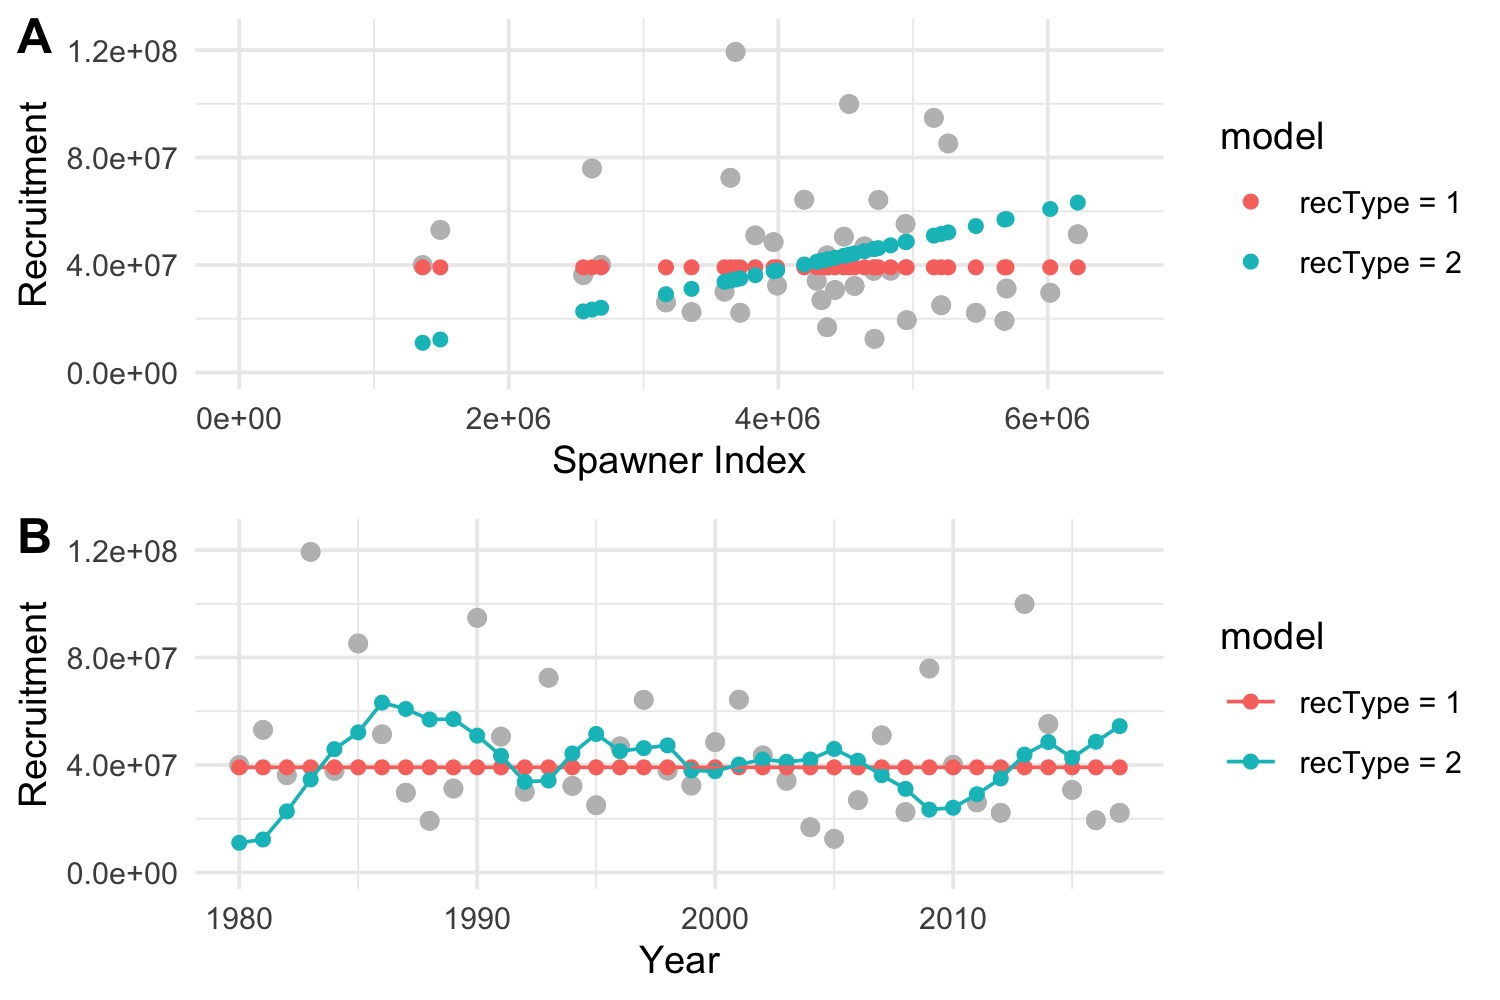 A
1.2e+08
8.0e+07
4.0e+07
0.0e+00
Recruitment
0e+00 2e+06 4e+06 6e+06
Spawner Index
model
recType = 1
recType = 2
B
1.2e+08
8.0e+07
4.0e+07
0.0e+00
Recruitment
1980 1990 2000 2010
Year
model
recType = 1
recType = 2